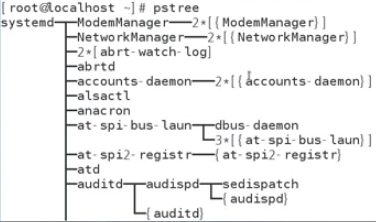 [root@localhost ~]# pstree
systemd─┬─ModemManager───2*[{ModemManager}]
        ├─NetworkManager───2*[{NetworkManager}]
        ├─2*[abrt-watch-log]
        ├─abrtd
        ├─accounts-daemon───2*[{accounts-daemon}]
        ├─alsactl
        ├─anacron
        ├─at-spi-bus-laun─┬─dbus-daemon
        │                 └─3*[{at-spi-bus-laun}]
        ├─at-spi2-registr───{at-spi2-registr}
        ├─atd
        ├─auditd─┬─audispd─┬─sedispatch
        │        │         └─{audispd}
        │        └─{auditd}